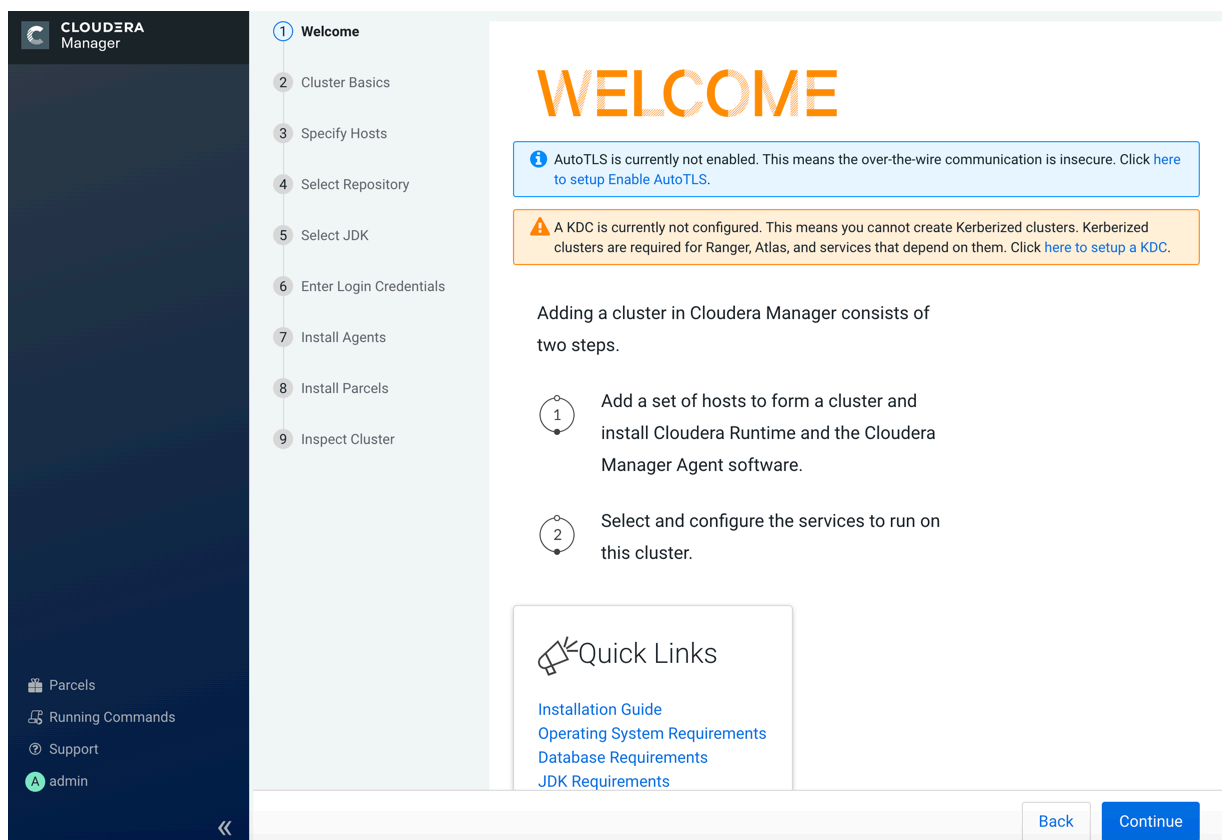 CLOUDERA
Manager
Parcels
Running Commands
Support
A admin
1 Welcome
2 Cluster Basics
3 Specify Hosts
4 Select Repository
5 Select JDK
6 Enter Login Credentials
7 Install Agents
8 Install Parcels
9 Inspect Cluster
WELCOME
AutoTLS is currently not enabled. This means the over-the-wire communication is insecure. Click here
to setup Enable AutoTLS.
A KDC is currently not configured. This means you cannot create Kerberized clusters. Kerberized
clusters are required for Ranger, Atlas, and services that depend on them. Click here to setup a KDC.
Adding a cluster in Cloudera Manager consists of
two steps.
1
Add a set of hosts to form a cluster and
install Cloudera Runtime and the Cloudera
Manager Agent software.
2
Select and configure the services to run on
this cluster.
Quick Links
Installation Guide
Operating System Requirements
Database Requirements
JDK Requirements
Back
Continue